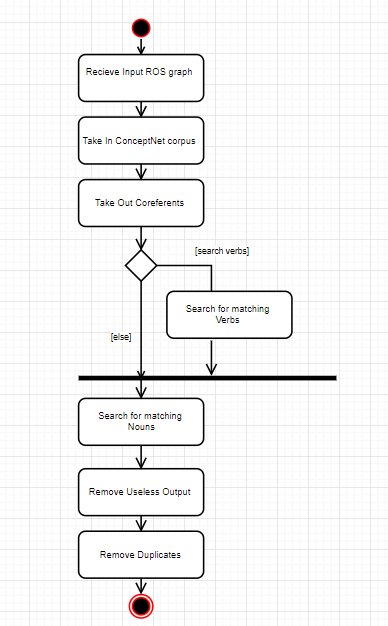 Recieve Input ROS graph
Take In ConceptNet corpus
Take Out Coreferents
[search verbs]
Search for matching
Verbs
[else]
Search for matching
Nouns
Remove Useless Output
Remove Duplicates